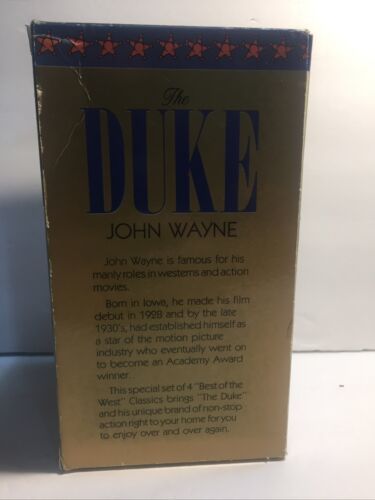 The
DUKE
JOHN WAYNE
John Wayne is famous for his
manly roles in westerns and action
movies.
Born in Iowa, he made his film
debut in 1928 and by the late
1930's, had established himself as
a star of the motion picture
industry who eventually went on
to become an Academy Award
winner..
This special set of 4 "Best of the
West" Classics brings "The Duke"
and his unique brand of non-stop
action right to your home for you
to enjoy over and over again.